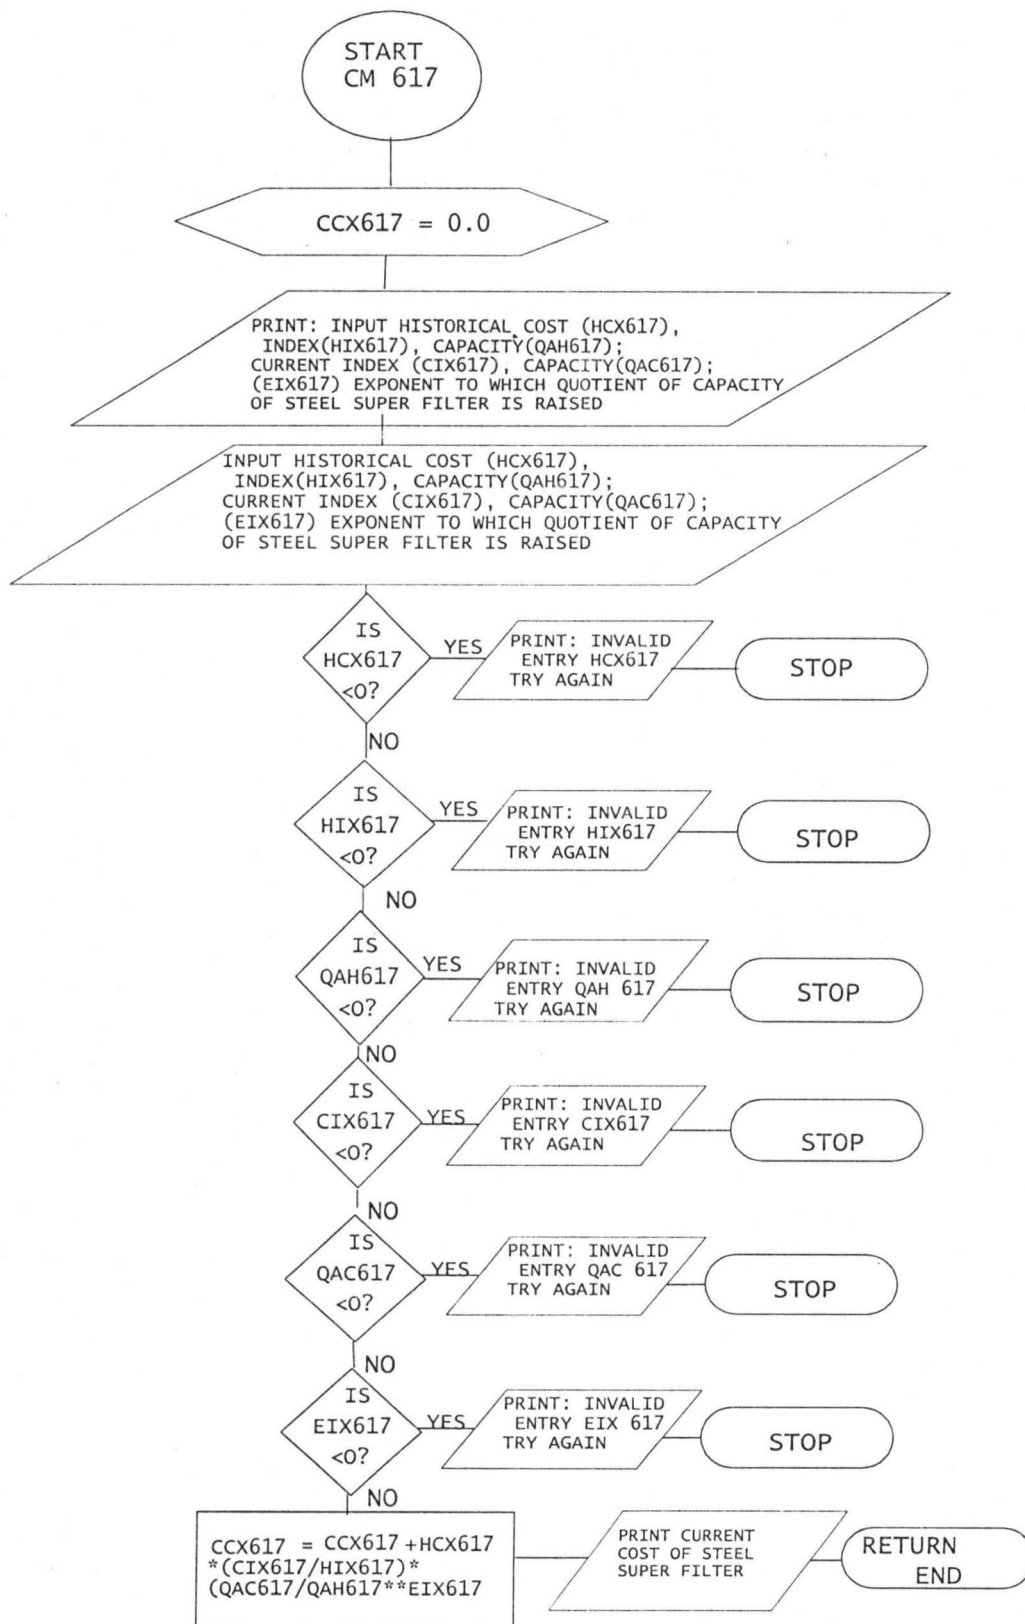 START
CM 617
CCX617 = 0.0
PRINT: INPUT HISTORICAL COST (HCX617),
INDEX(HIX617), CAPACITY(QAH617);
CURRENT INDEX (CIX617), CAPACITY(QAC617);
(EIX617) EXPONENT TO WHICH QUOTIENT OF CAPACITY
OF STEEL SUPER FILTER IS RAISED
INPUT HISTORICAL COST (HCX617),
INDEX(HIX617), CAPACITY(QAH617);
CURRENT INDEX (CIX617), CAPACITY(QAC617);
(EIX617) EXPONENT TO WHICH QUOTIENT OF CAPACITY
OF STEEL SUPER FILTER IS RAISED
IS
HCX617
<0?
YES
PRINT: INVALID
ENTRY HCX617
TRY AGAIN
STOP
NO
IS
HIX617
<0?
YES
PRINT: INVALID
ENTRY HIX617
TRY AGAIN
STOP
NO
IS
QAH617
<0?
YES
PRINT: INVALID
ENTRY QAH 617
TRY AGAIN
STOP
NO
IS
CIX617
<0?
YES
PRINT: INVALID
ENTRY CIX617
TRY AGAIN
STOP
NO
IS
QAC617
<0?
YES
PRINT: INVALID
ENTRY QAC 617
TRY AGAIN
STOP
NO
IS
EIX617
<0?
YES
PRINT: INVALID
ENTRY EIX 617
TRY AGAIN
STOP
NO
CCX617 = CCX617+HCX617
*(CIX617/HIX617)*
(QAC617/QAH617**EIX617
PRINT CURRENT
COST OF STEEL
SUPER FILTER
RETURN
END